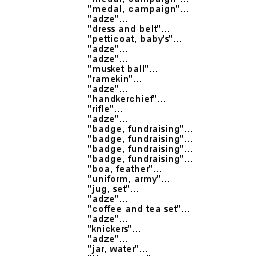 "medal, campaign"...
"medal, campaign"...
"adze"...
"dress and belt"...
"petticoat, baby's"...
"adze"...
"adze"...
"musket ball"...
"ramekin"...
"adze"...
"handkerchief"...
"rifle"...
"adze"...
"badge, fundraising"...
"badge, fundraising"...
"badge, fundraising"...
"badge, fundraising"...
"boa, feather"...
"uniform, army"...
"jug, set"...
"adze"...
"coffee and tea set"...
"adze"...
"knickers"...
"adze"...
"jar, water"...